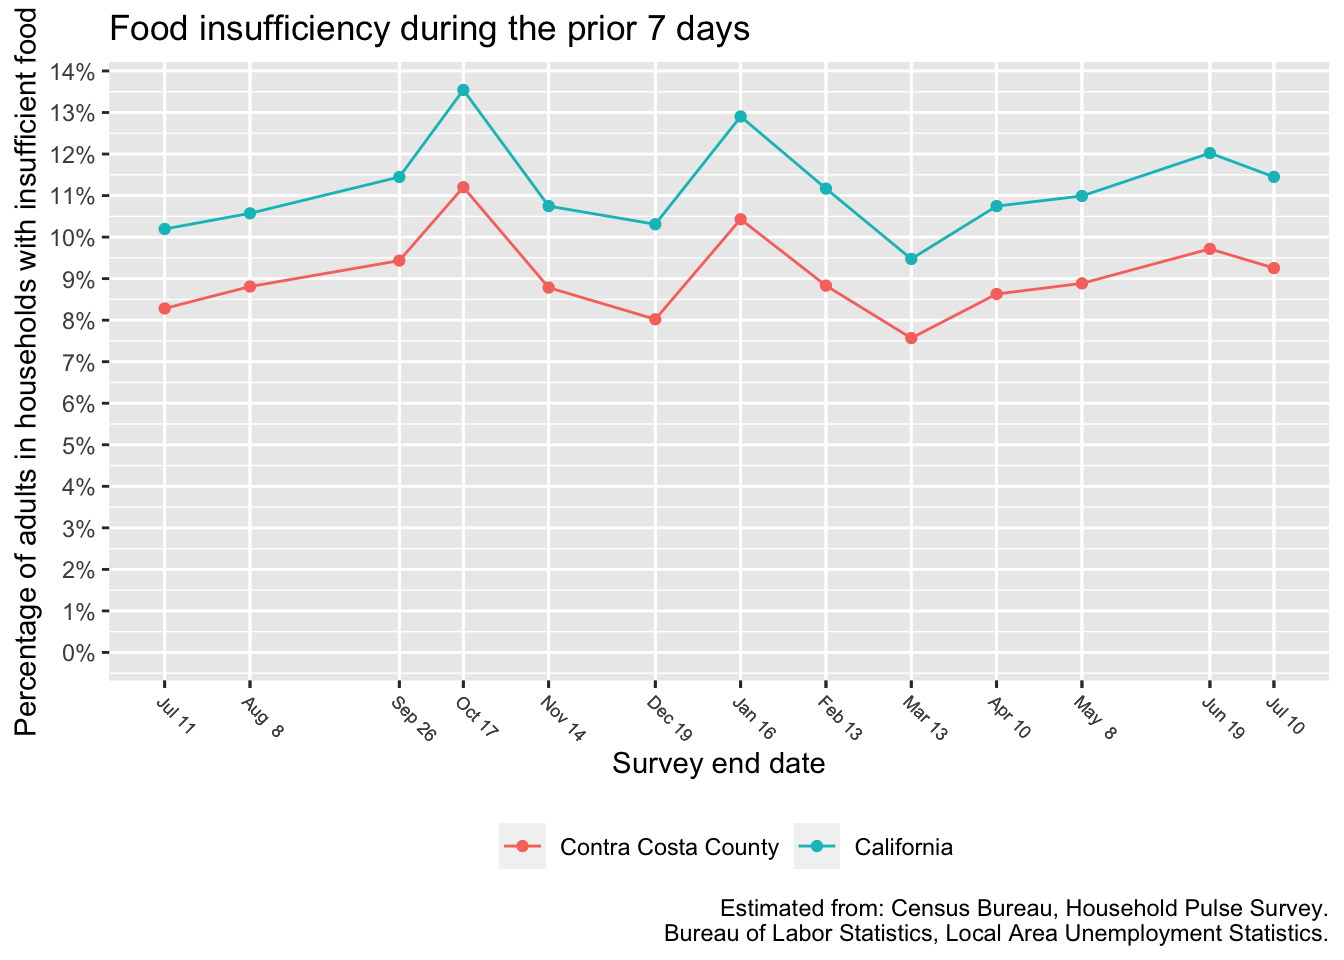 Food insufficiency during the prior 7 days
Percentage of adults in households with insufficient food
14%
13%
12%
11%
10%
9%
8%
7%
6%
5%
4%
3%
2%
1%
0%
Jul 11
Aug 8
Sep 26
Oct 17
Nov 14
Dec 19
Jan 16
Feb 13
Mar 13
Apr 10
May 8
Jun 19
Jul 10
Survey end date
Contra Costa County
California
Estimated from: Census Bureau, Household Pulse Survey.
Bureau of Labor Statistics, Local Area Unemployment Statistics.